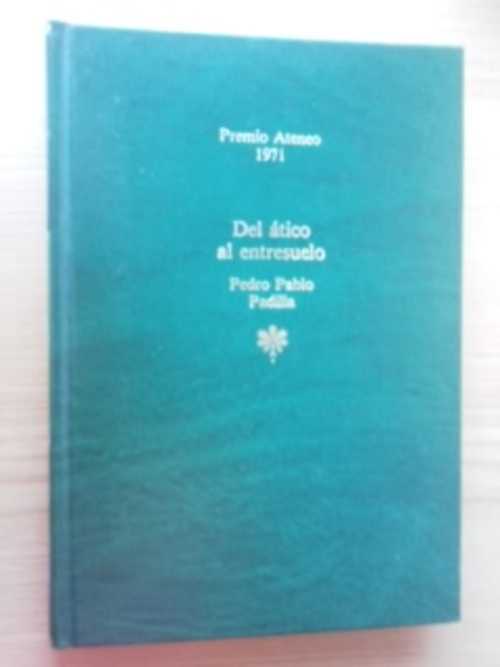 Premio Ateneo
1971
Del ático
al entresuelo
Pedro Pablo
Padilla